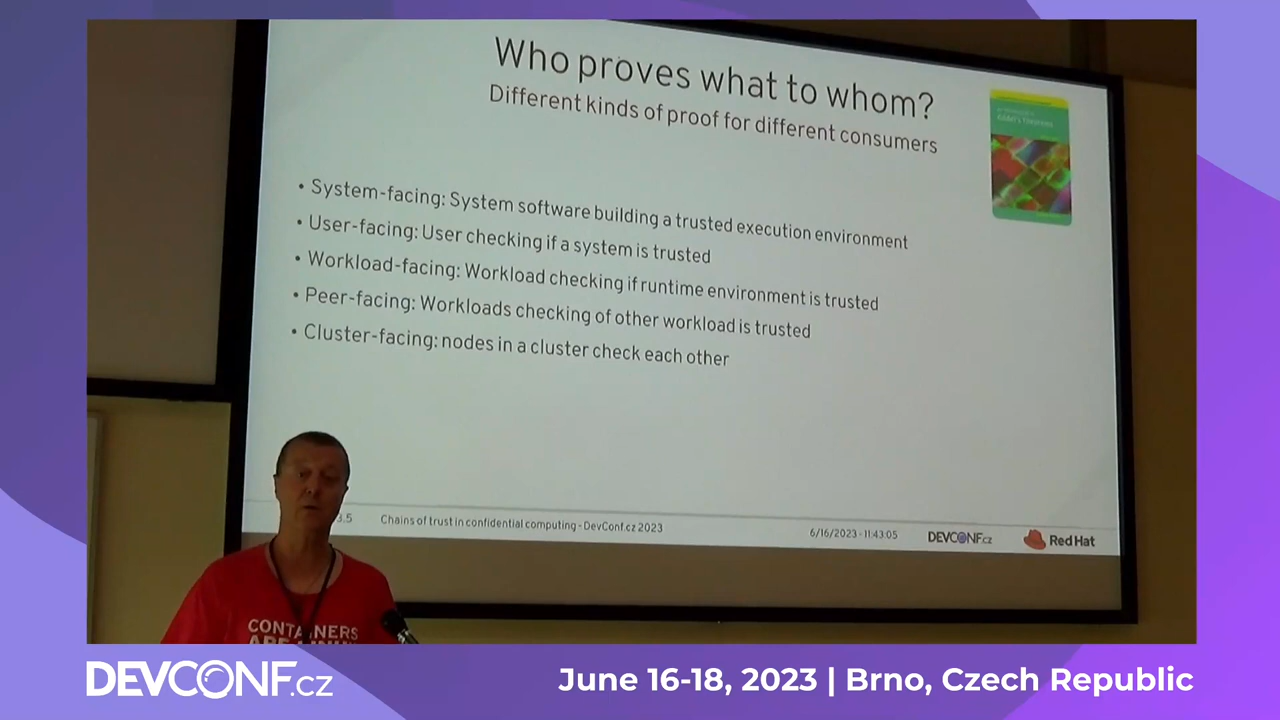 Who proves what to whom?
Different kinds of proof for different consumers
• System-facing: System software building a trusted execution environment
• User-facing: User checking if a system is trusted
• Workload-facing: Workload checking if runtime environment is trusted
• Peer-facing: Workloads checking of other workload is trusted
• Cluster-facing: nodes in a cluster check each other
3.5 Chains of trust in confidential computing - DevConf.cz 2023 6/16/2023 - 11:43:05 DEVCONF.cz Red Hat
CONTAINERS
DEVCONF.cz June 16-18, 2023 | Brno, Czech Republic